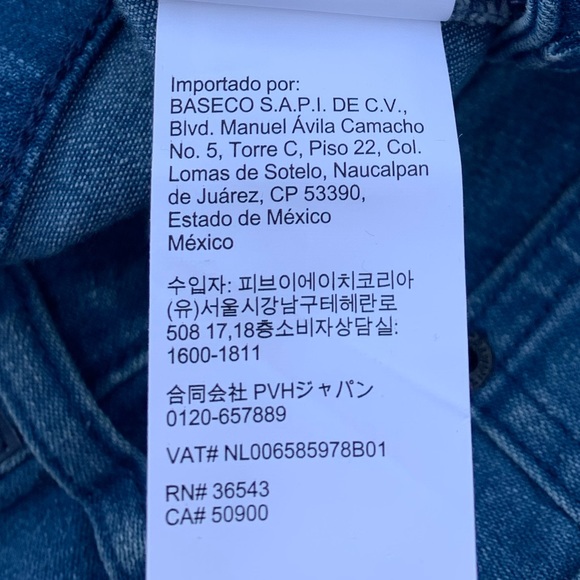 Importado por:
BASECO S.A.P.I. DE C.V.,
Blvd. Manuel Ávila Camacho
No. 5, Torre C, Piso 22, Col.
Lomas de Sotelo, Naucalpan
de Juárez, CP 53390,
Estado de México
México
수입자: 피브이에이치코리아
(유)서울시강남구테헤란로
508 17,18층소비자상담실:
1600-1811
合同会社 PVHジャパン
0120-657889
VAT# NL006585978B01
RN# 36543
CA# 50900